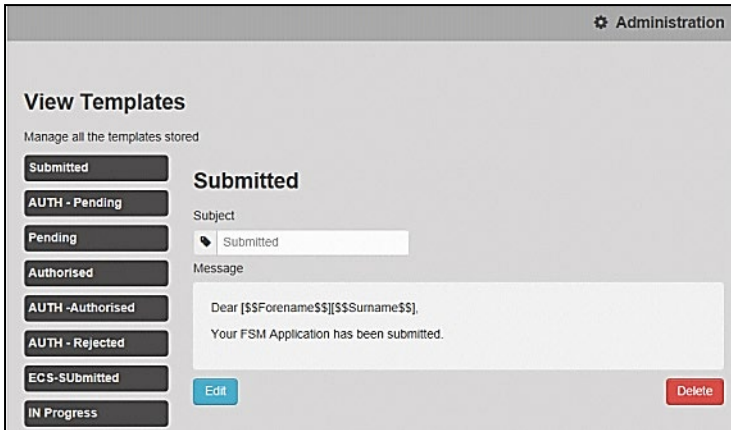 Administration
View Templates
Manage all the templates stored
Submitted
AUTH - Pending
Pending
Authorised
AUTH -Authorised
AUTH - Rejected
ECS-SUbmitted
IN Progress
Submitted
Subject
Submitted
Message
Dear [$$Forename$$][$$Surname$$],
Your FSM Application has been submitted.
Edit
Delete